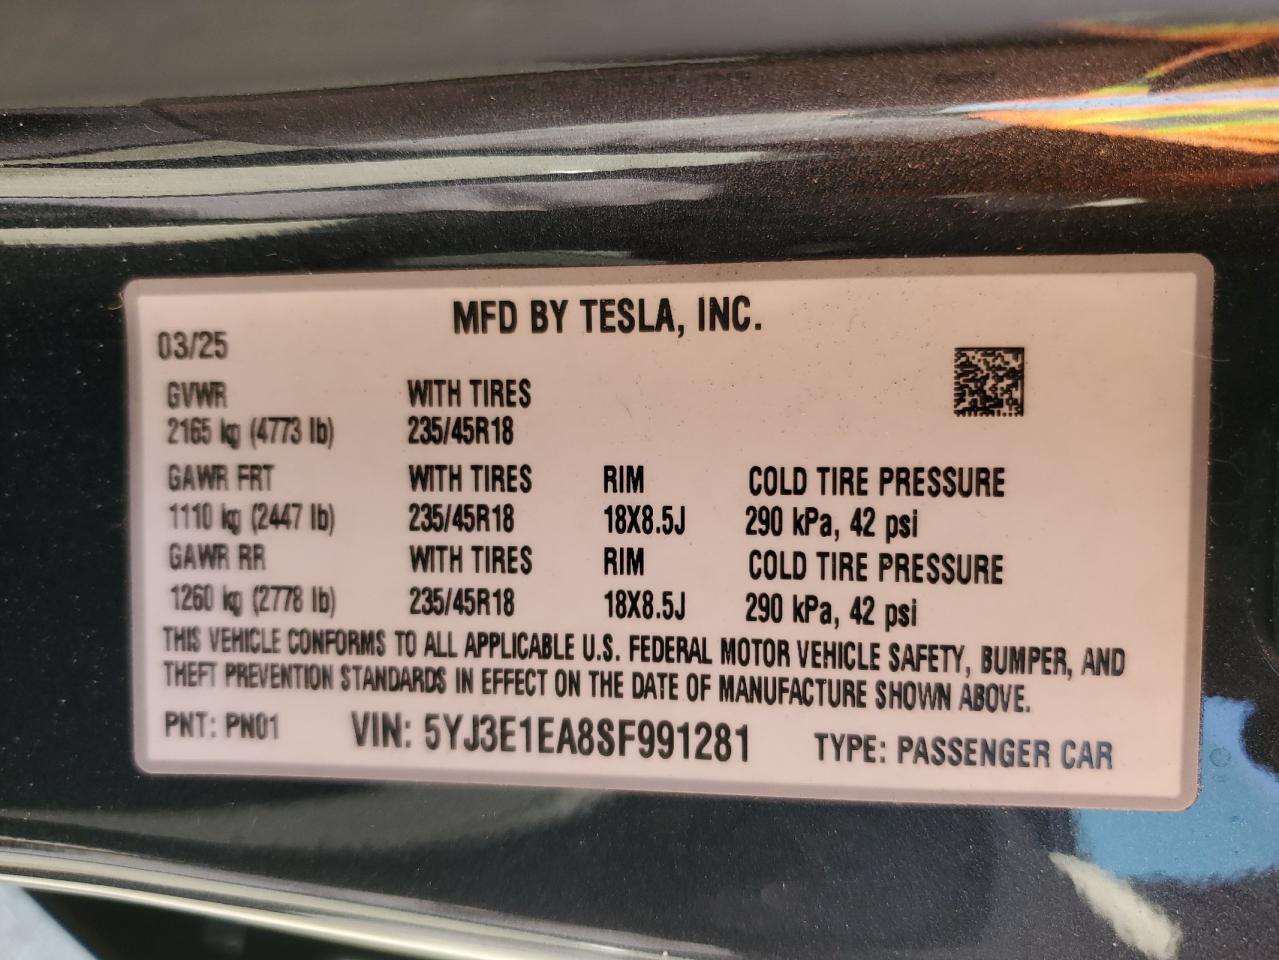 MFD BY TESLA, INC.
03/25
GVWR WITH TIRES
2165 kg (4773 lb) 235/45R18
GAWR FRT WITH TIRES RIM COLD TIRE PRESSURE
1110 kg (2447 lb) 235/45R18 18X8.5J 290 kPa, 42 psi
GAWR RR WITH TIRES RIM COLD TIRE PRESSURE
1260 kg (2778 lb) 235/45R18 18X8.5J 290 kPa, 42 psi
THIS VEHICLE CONFORMS TO ALL APPLICABLE U.S. FEDERAL MOTOR VEHICLE SAFETY, BUMPER, AND
THEFT PREVENTION STANDARDS IN EFFECT ON THE DATE OF MANUFACTURE SHOWN ABOVE.
PNT: PN01 VIN: 5YJ3E1EA8SF991281 TYPE: PASSENGER CAR